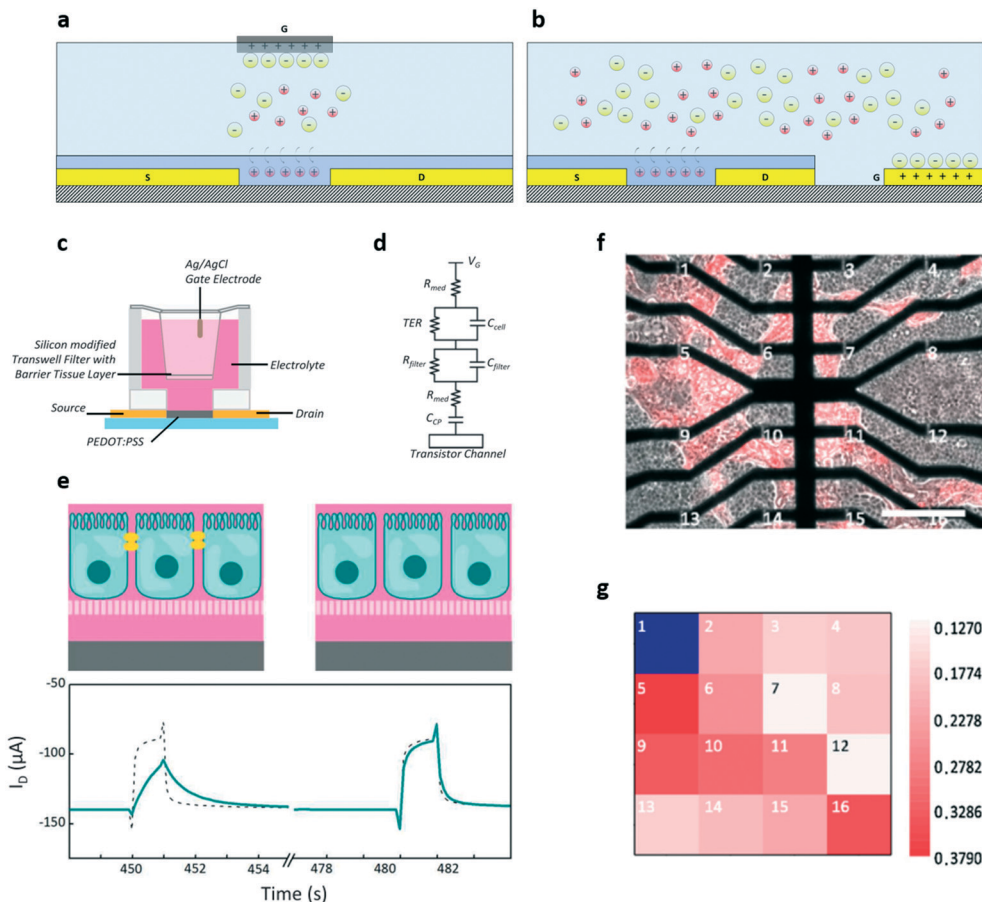 a
G
+ + + + + +
- - - - -
S
D
b
S
D
G
+ + + + + +
c
Ag/AgCl
Gate Electrode
Silicon modified
Transwell Filter with
Barrier Tissue Layer
Electrolyte
Source
Drain
PEDOT:PSS
d
V_G
R_med
TER
C_cell
R_filter
C_filter
R_med
C_CP
Transistor Channel
e
I_D (µA)
-50
-100
-150
450
452
454
478
480
482
Time (s)
f
1
2
3
4
5
6
7
8
9
10
11
12
13
14
15
16
g
1
2
3
4
5
6
7
8
9
10
11
12
13
14
15
16
0.1270
0.1774
0.2278
0.2782
0.3286
0.3790